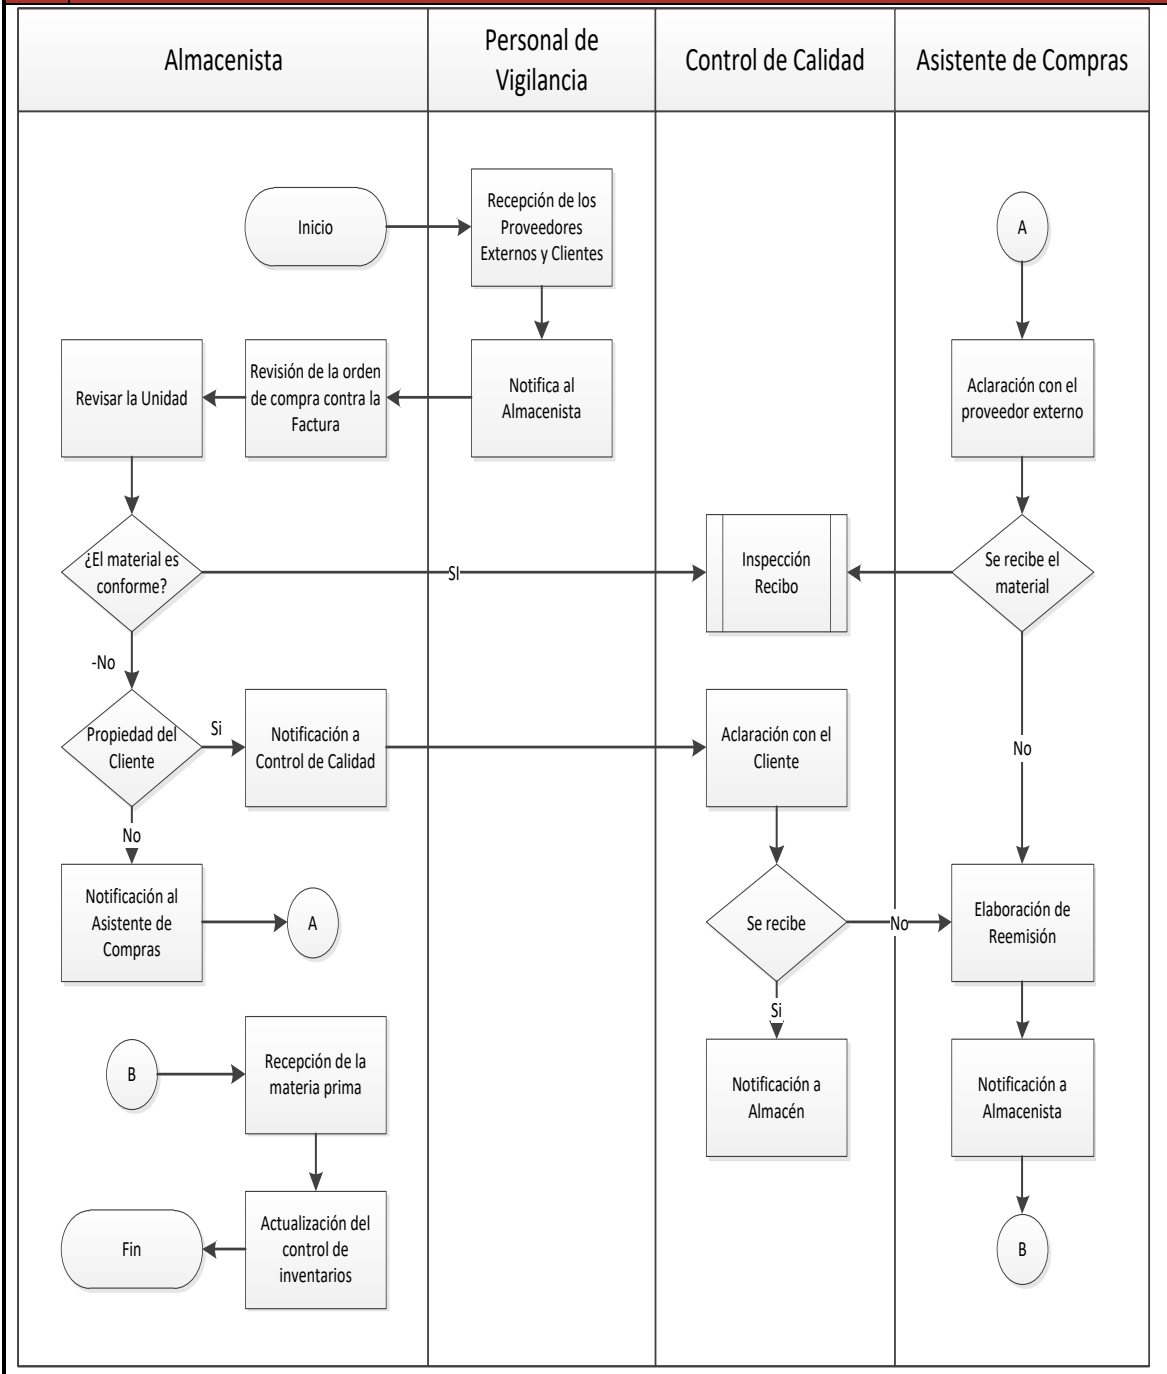 Almacenista
Personal de
Vigilancia
Control de Calidad
Asistente de Compras
Inicio
Recepción de los
Proveedores
Externos y Clientes
A
Revisar la Unidad
Revisión de la orden
de compra contra la
Factura
Notifica al
Almacenista
Aclaración con el
proveedor externo
¿El material es
conforme?
SI
Inspección
Recibo
Se recibe el
material
-No
Propiedad del
Cliente
Si
Notificación a
Control de Calidad
Aclaración con el
Cliente
No
No
Notificación al
Asistente de
Compras
A
Se recibe
No
Elaboración de
Reemisión
Si
B
Recepción de la
materia prima
Notificación a
Almacén
Notificación a
Almacenista
Fin
Actualización del
control de
inventarios
B